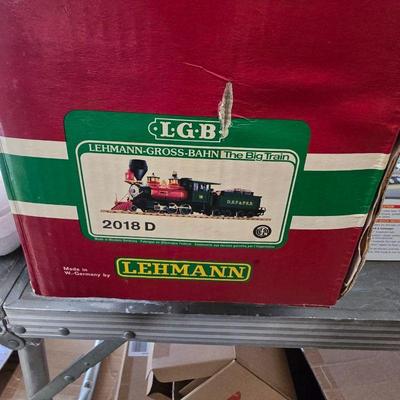 L·G·B
LEHMANN-GROSS-BAHN The Big Train
D.S.P.& P.R.R.
2018 D
Made in
W.-Germany by
LEHMANN